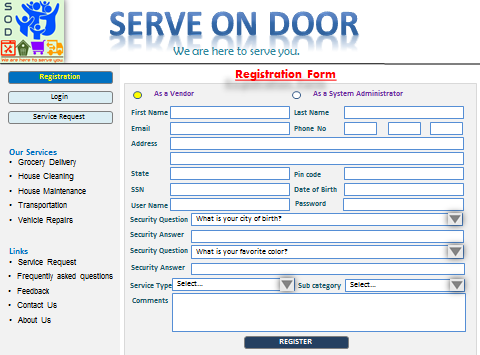 S
O
D
We are here to serve you.
SERVE ON DOOR
We are here to serve you.
Registration
Login
Service Request
Our Services
• Grocery Delivery
• House Cleaning
• House Maintenance
• Transportation
• Vehicle Repairs
Links
• Service Request
• Frequently asked questions
• Feedback
• Contact Us
• About Us
Registration Form
As a Vendor As a System Administrator
First Name Last Name
Email Phone No
Address
State Pin code
SSN Date of Birth
User Name Password
Security Question What is your city of birth?
Security Answer
Security Question What is your favorite color?
Security Answer
Service Type Select... Sub category Select...
Comments
REGISTER